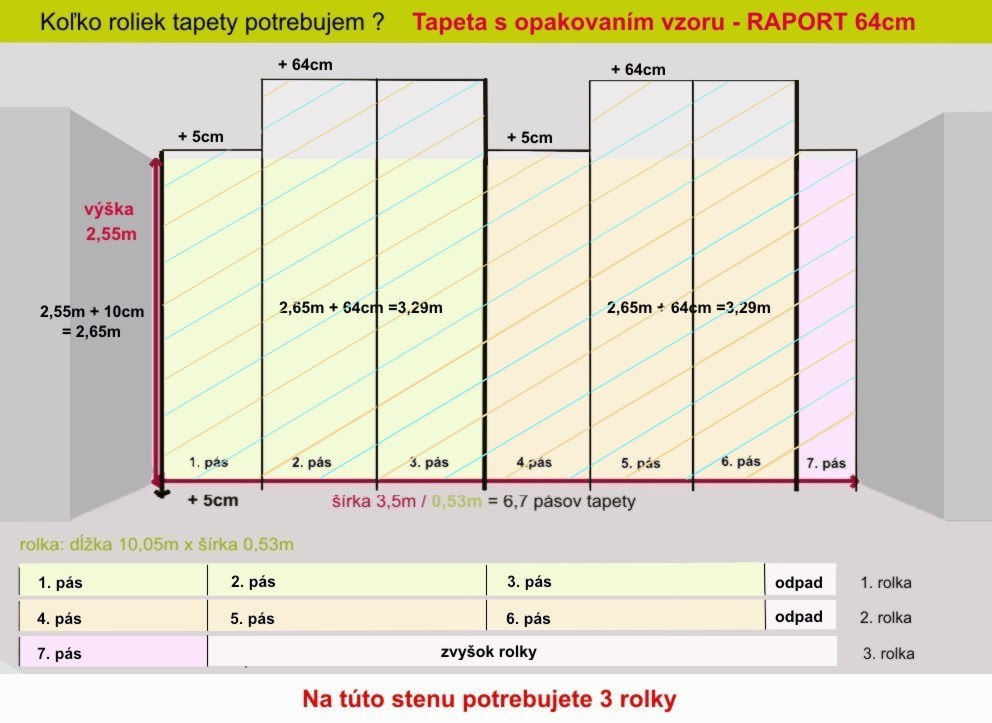 Koľko roliek tapety potrebujem ? Tapeta s opakovaním vzoru - RAPORT 64cm
+ 64cm
+ 64cm
+ 5cm
+ 5cm
výška
2,55m
2,55m + 10cm
= 2,65m
2,65m + 64cm =3,29m
2,65m + 64cm =3,29m
1. pás
2. pás
3. pás
4.pás
5. pás
6. pás
7. pás
+ 5cm
šírka 3,5m / 0,53m = 6,7 pásov tapety
rolka: dĺžka 10,05m x šírka 0,53m
1. pás 2. pás 3. pás odpad 1. rolka
4. pás 5. pás 6. pás odpad 2. rolka
7. pás zvyšok rolky 3. rolka
Na túto stenu potrebujete 3 rolky